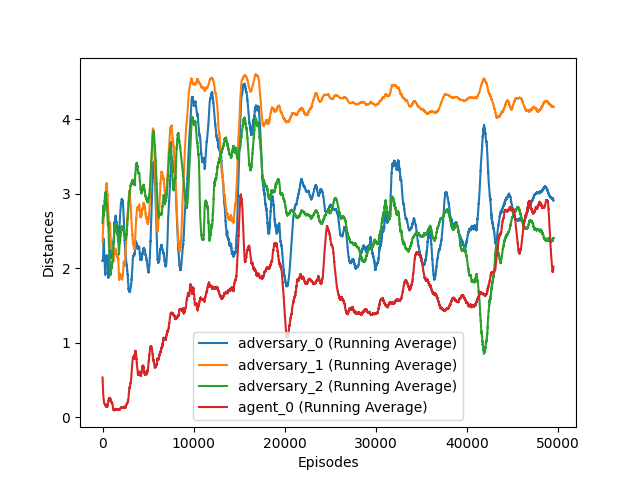 4
3
2
1
0
Distances
adversary_0 (Running Average)
adversary_1 (Running Average)
adversary_2 (Running Average)
agent_0 (Running Average)
0 10000 20000 30000 40000 50000
Episodes